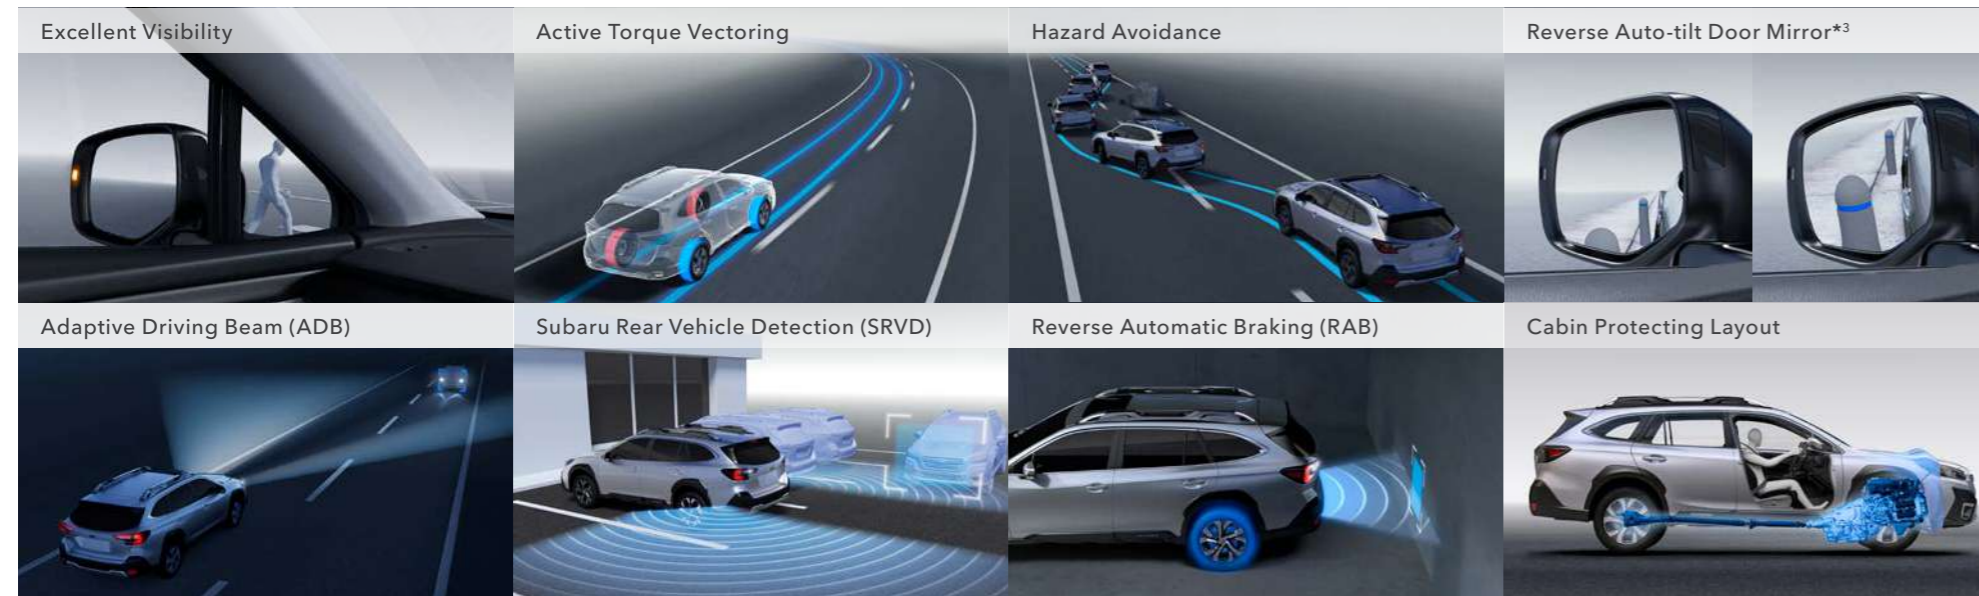 Excellent Visibility
Active Torque Vectoring
Hazard Avoidance
Reverse Auto-tilt Door Mirror*3
Adaptive Driving Beam (ADB)
Subaru Rear Vehicle Detection (SRVD)
Reverse Automatic Braking (RAB)
Cabin Protecting Layout